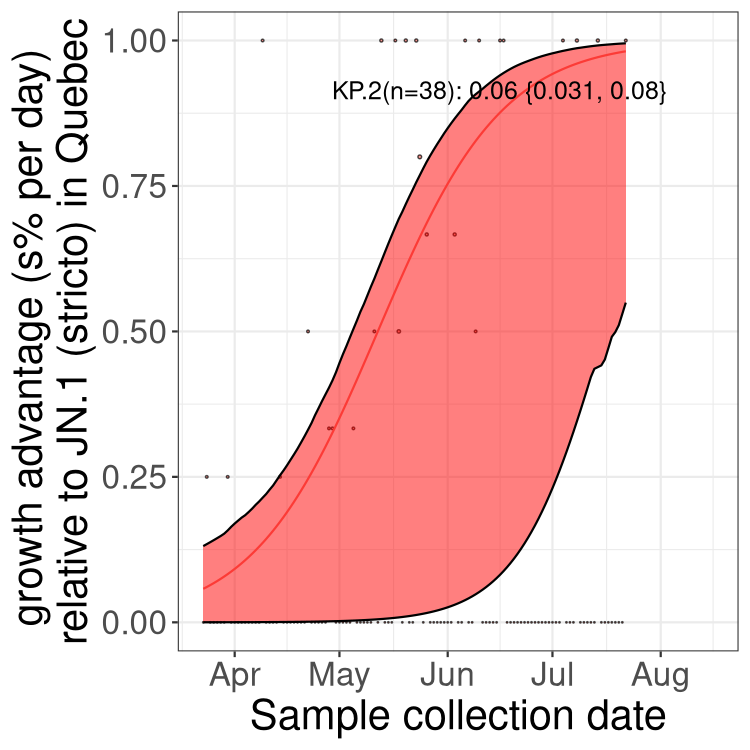 growth advantage (s% per day)
relative to JN.1 (stricto) in Quebec
1.00
0.75
0.50
0.25
0.00
KP.2(n=38): 0.06 {0.031, 0.08}
Apr May Jun Jul Aug
Sample collection date